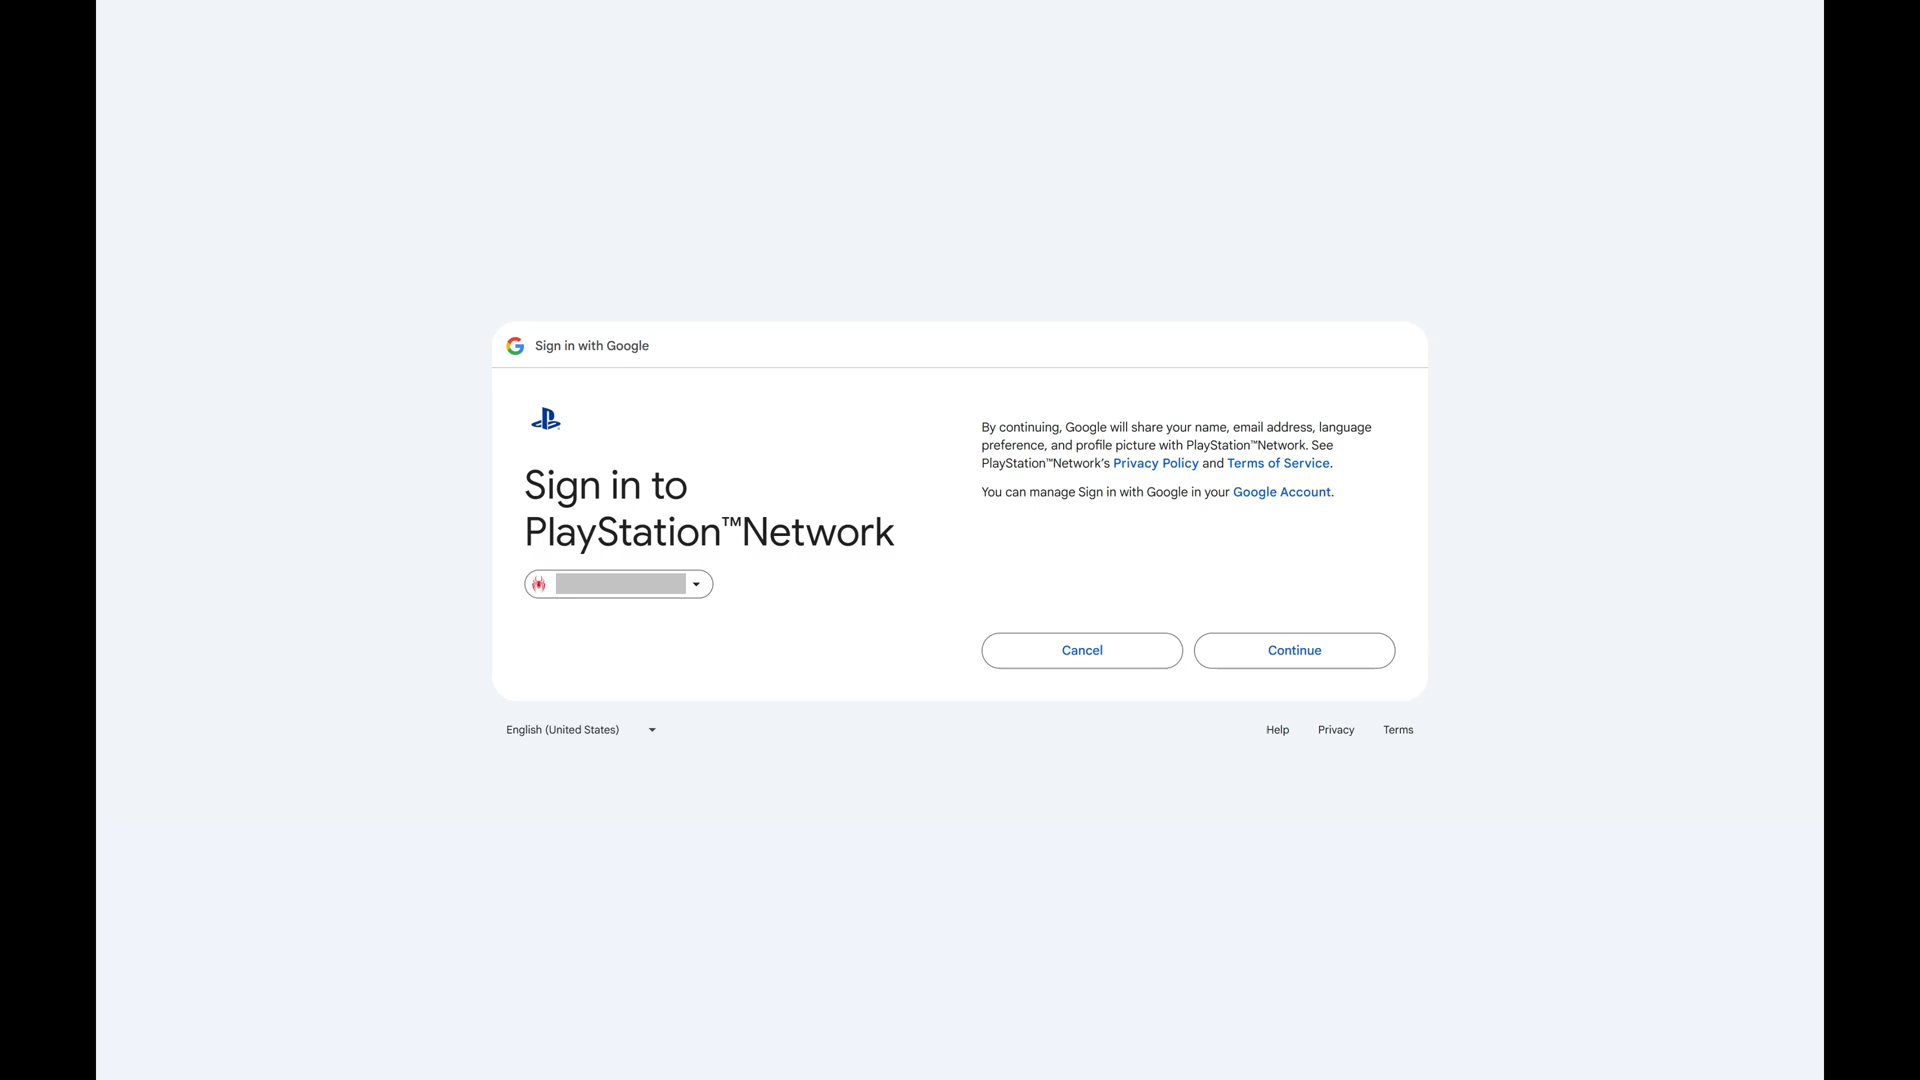 Sign in with Google
Sign in to
PlayStation™Network
By continuing, Google will share your name, email address, language
preference, and profile picture with PlayStation™Network. See
PlayStation™Network’s Privacy Policy and Terms of Service.
You can manage Sign in with Google in your Google Account.
Cancel
Continue
English (United States)
Help
Privacy
Terms